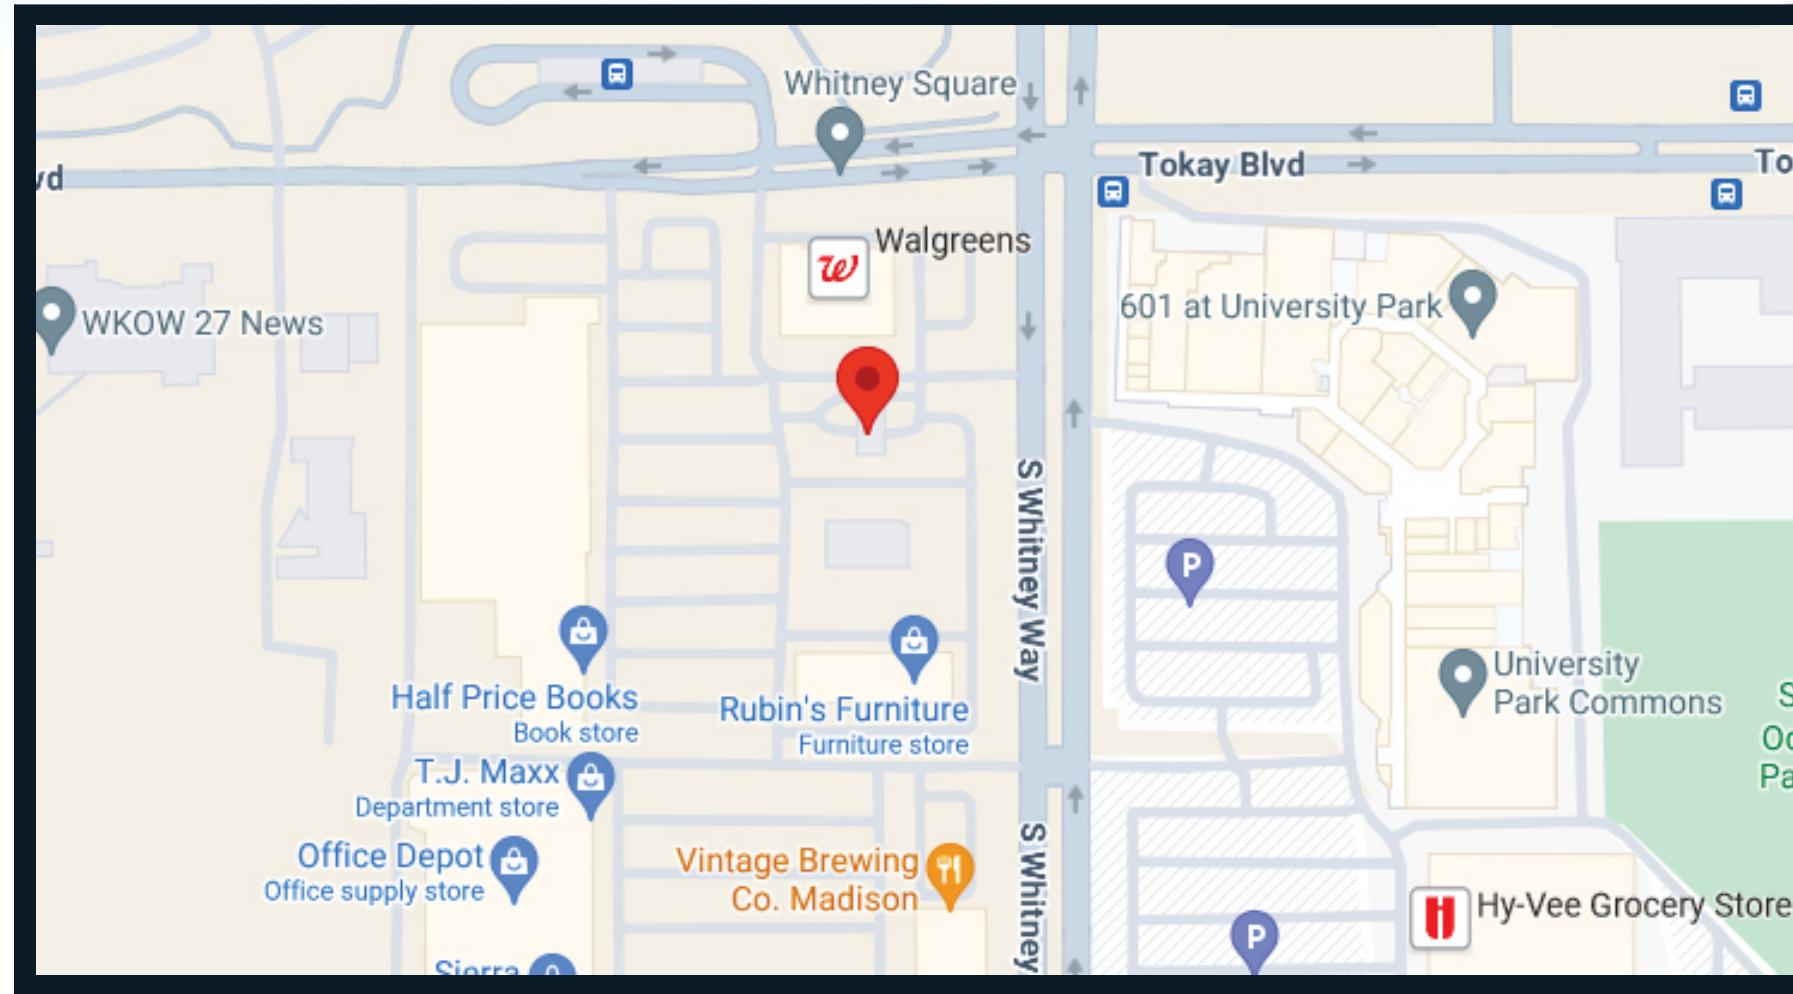 Whitney Square
Tokay Blvd
To
vd
Walgreens
WKOW 27 News
601 at University Park
S Whitney Way
P
Half Price Books
Book store
Rubin's Furniture
Furniture store
University
Park Commons
T.J. Maxx
Department store
Office Depot
Office supply store
Vintage Brewing
Co. Madison
S Whitney
Hy-Vee Grocery Store
P
Sierra